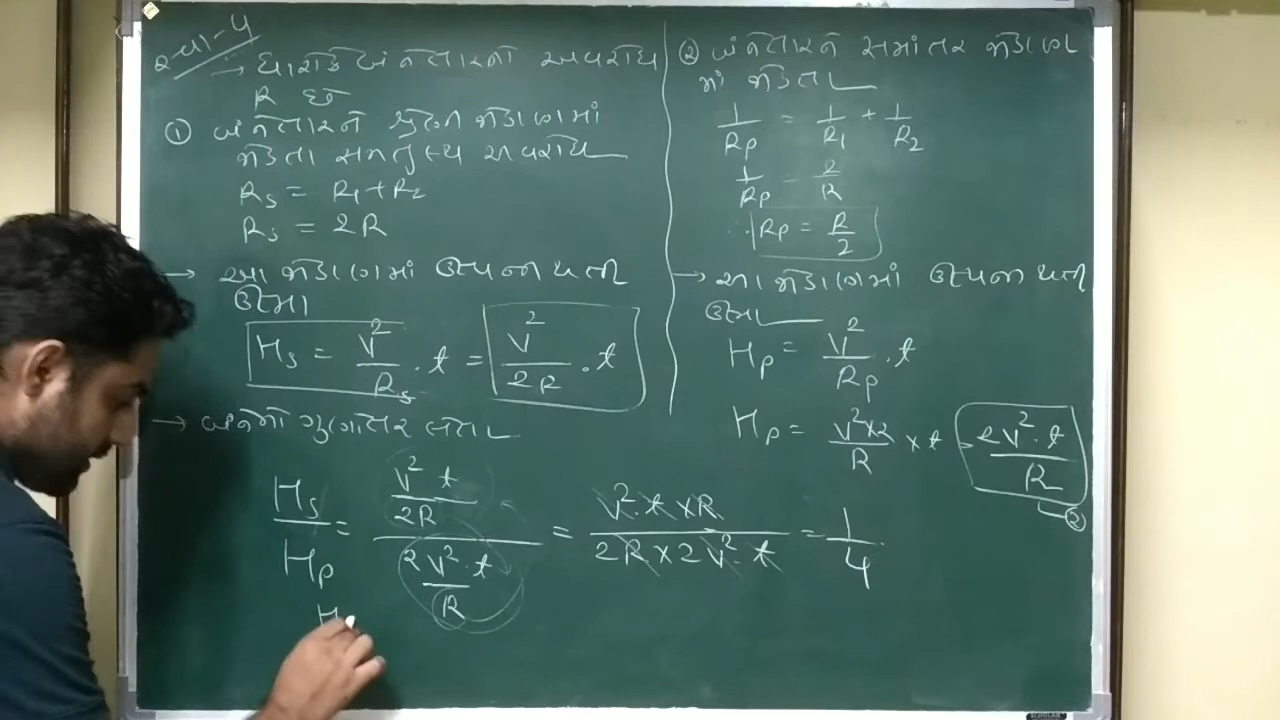 → ધારોકે બંને તારનો અવરોધ
R છે
① બંને તારને શ્રેણી જોડાણમાં
જોડતા સમતુલ્ય અવરોધ
Rs = R1 + R2
Rs = 2R
→ આ જોડાણમાં ઉત્પન્ન થતી
ઉષ્મા
Hs = V²/Rs . t = V²/2R . t
→ બંનેનો ગુણોત્તર લેતા
Hs/Hp = (V² t/2R)/(2V² . t/R) = (V² . t × R)/(2R × 2V² . t) = 1/4
H
② બંને તારને સમાંતર જોડાણ
માં જોડતા
1/Rp = 1/R1 + 1/R2
1/Rp = 2/R
∴ Rp = R/2
→ આ જોડાણમાં ઉત્પન્ન થતી
ઉષ્મા
Hp = V²/Rp . t
Hp = V² × 2/R × t = 2V² . t/R
②